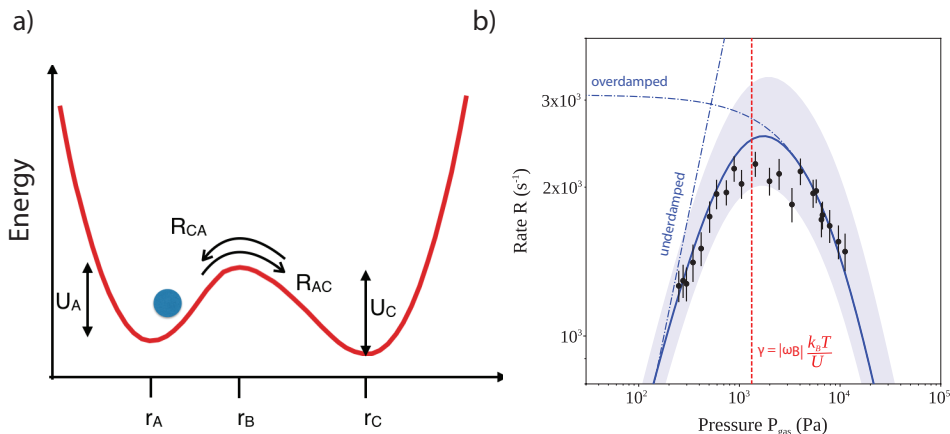 a)
Energy
U_A
R_CA
R_AC
U_C
r_A
r_B
r_C
b)
Rate R (s⁻¹)
3x10³
2x10³
10³
overdamped
underdamped
γ = |ω_B| k_BT/U
10² 10³ 10⁴ 10⁵
Pressure P_gas (Pa)